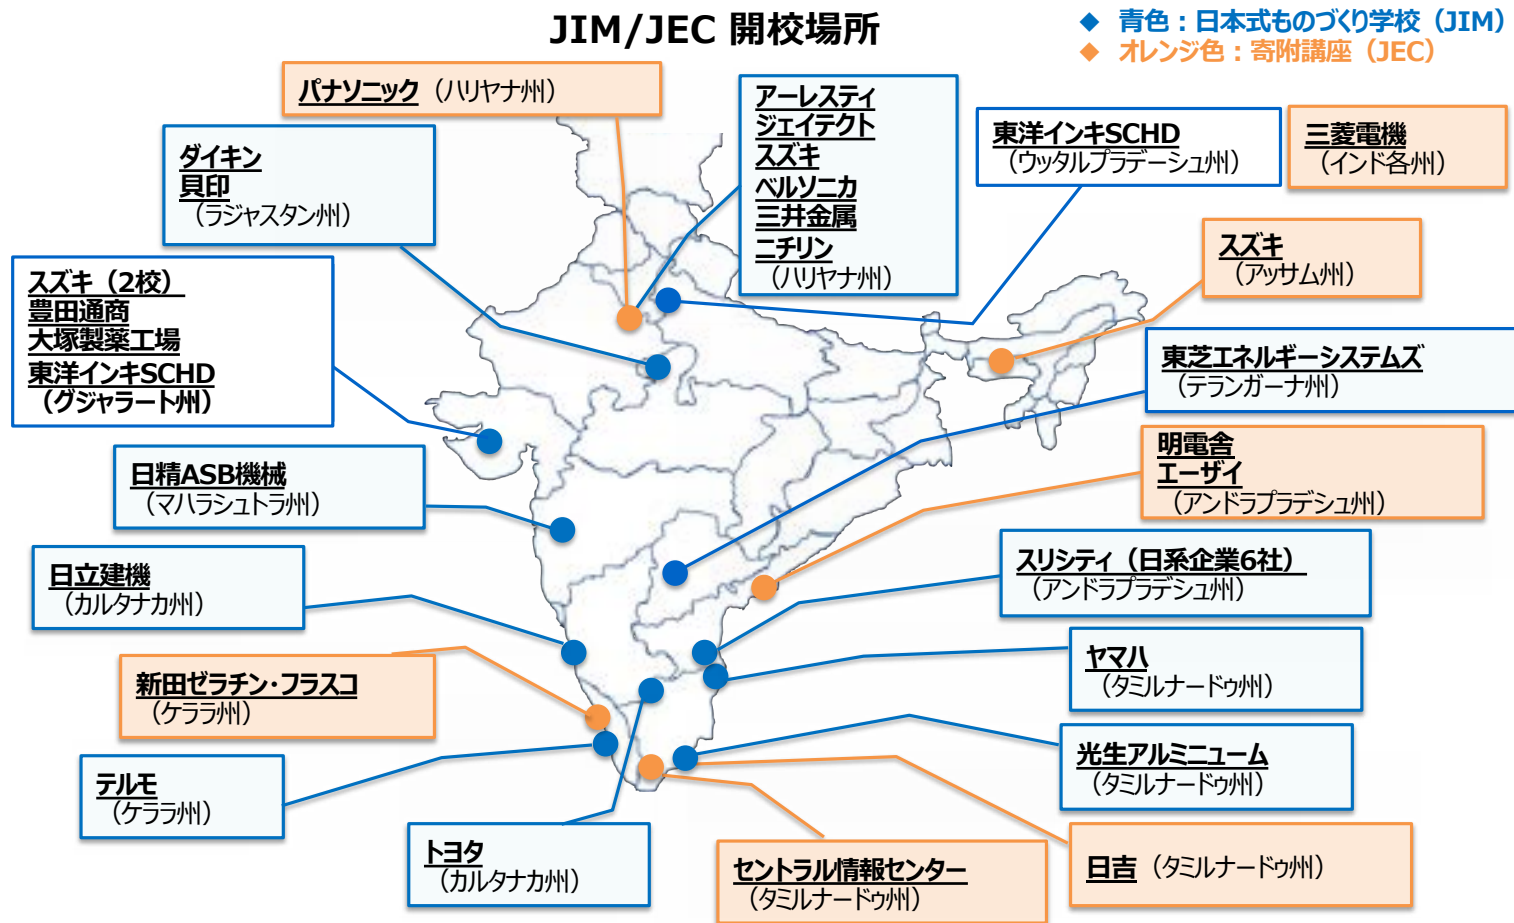 JIM/JEC 開校場所
◆ 青色：日本式ものづくり学校（JIM）
◆ オレンジ色：寄附講座（JEC）
パナソニック（ハリヤナ州）
アーレスティ
ジェイテクト
スズキ
ベルソニカ
三井金属
ニチリン
（ハリヤナ州）
東洋インキSCHD
（ウッタルプラデーシュ州）
三菱電機
（インド各州）
ダイキン
貝印
（ラジャスタン州）
スズキ
（アッサム州）
スズキ（2校）
豊田通商
大塚製薬工場
東洋インキSCHD
（グジャラート州）
東芝エネルギーシステムズ
（テランガーナ州）
日精ASB機械
（マハラシュトラ州）
明電舎
エーザイ
（アンドラプラデシュ州）
日立建機
（カルタナカ州）
スリシティ（日系企業6社）
（アンドラプラデシュ州）
新田ゼラチン・フラスコ
（ケララ州）
ヤマハ
（タミルナードゥ州）
テルモ
（ケララ州）
光生アルミニューム
（タミルナードゥ州）
トヨタ
（カルタナカ州）
セントラル情報センター
（タミルナードゥ州）
日吉（タミルナードゥ州）